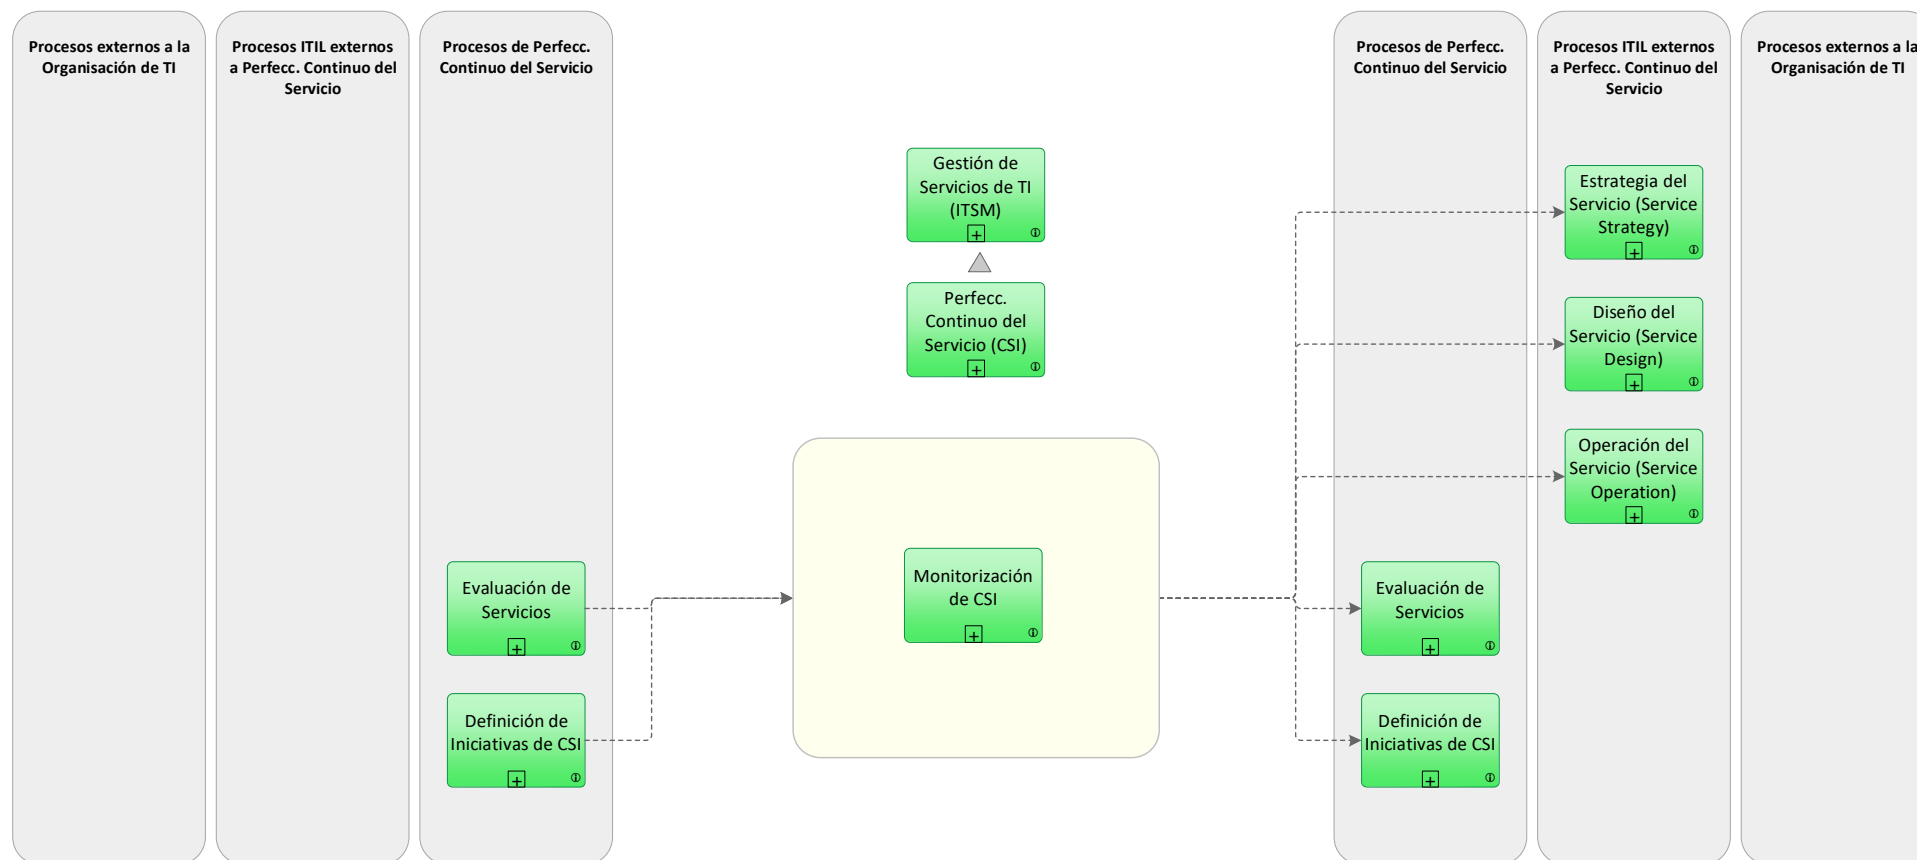 Procesos externos a la
Organisación de TI
Procesos ITIL externos
a Perfecc. Continuo del
Servicio
Procesos de Perfecc.
Continuo del Servicio
Procesos de Perfecc.
Continuo del Servicio
Procesos ITIL externos
a Perfecc. Continuo del
Servicio
Procesos externos a la
Organisación de TI
Gestión de
Servicios de TI
(ITSM)
Perfecc.
Continuo del
Servicio (CSI)
Estrategia del
Servicio (Service
Strategy)
Diseño del
Servicio (Service
Design)
Operación del
Servicio (Service
Operation)
Evaluación de
Servicios
Definición de
Iniciativas de CSI
Monitorización
de CSI
Evaluación de
Servicios
Definición de
Iniciativas de CSI